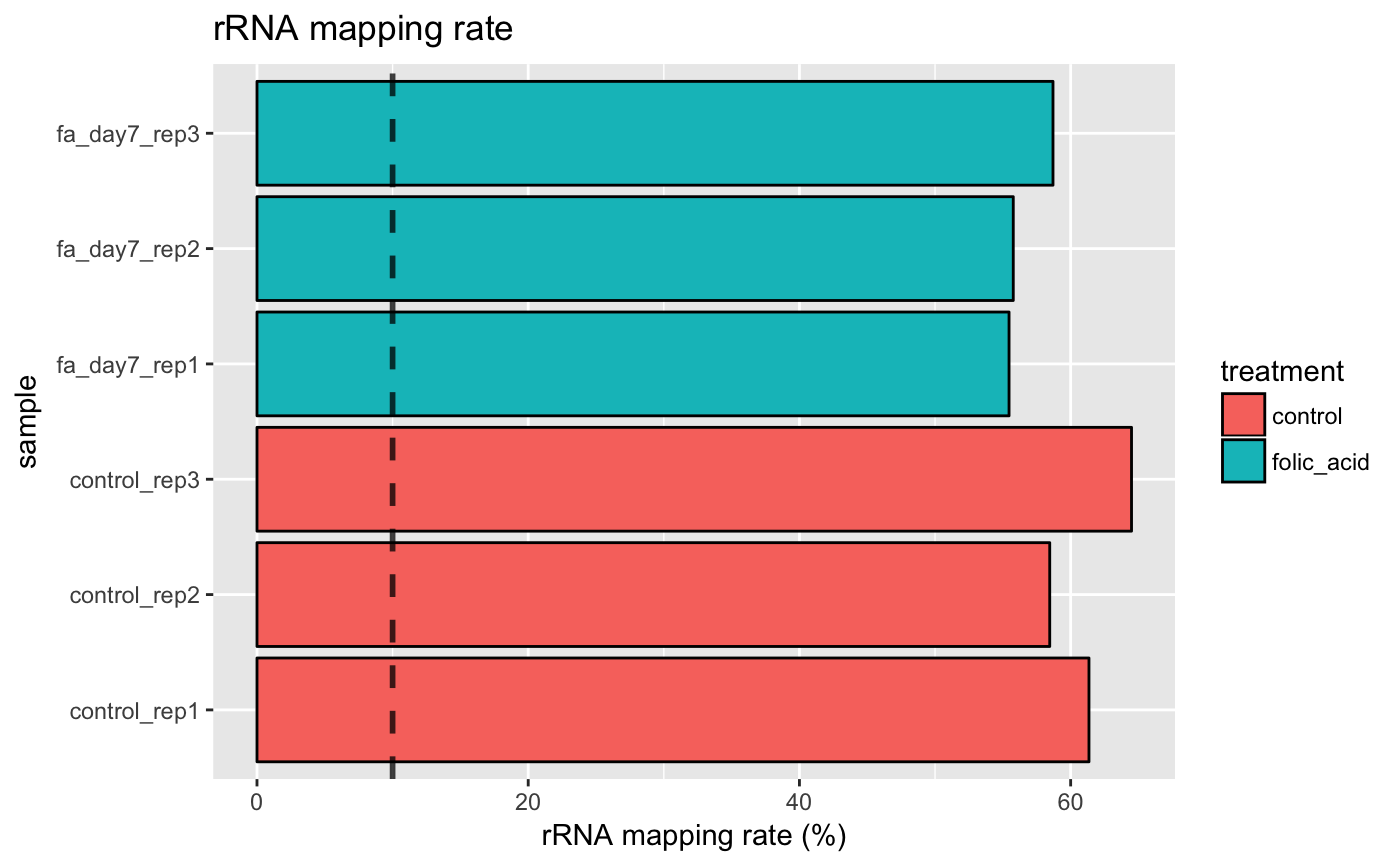 rRNA mapping rate
fa_day7_rep3
fa_day7_rep2
fa_day7_rep1
control_rep3
control_rep2
control_rep1
sample
0 20 40 60
rRNA mapping rate (%)
treatment
control
folic_acid